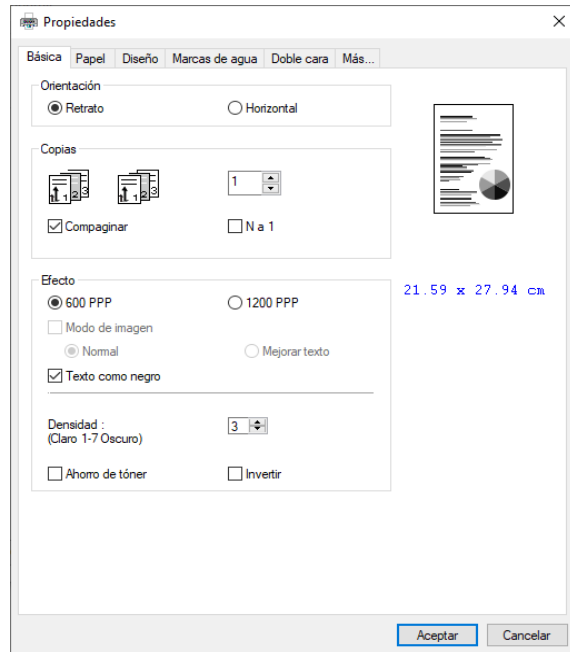 Propiedades
Básica Papel Diseño Marcas de agua Doble cara Más...
Orientación
Retrato Horizontal
Copias
1
Compaginar N a 1
Efecto
600 PPP 1200 PPP
21.59 x 27.94 cm
Modo de imagen
Normal Mejorar texto
Texto como negro
Densidad : 3
(Claro 1-7 Oscuro)
Ahorro de tóner Invertir
Aceptar Cancelar